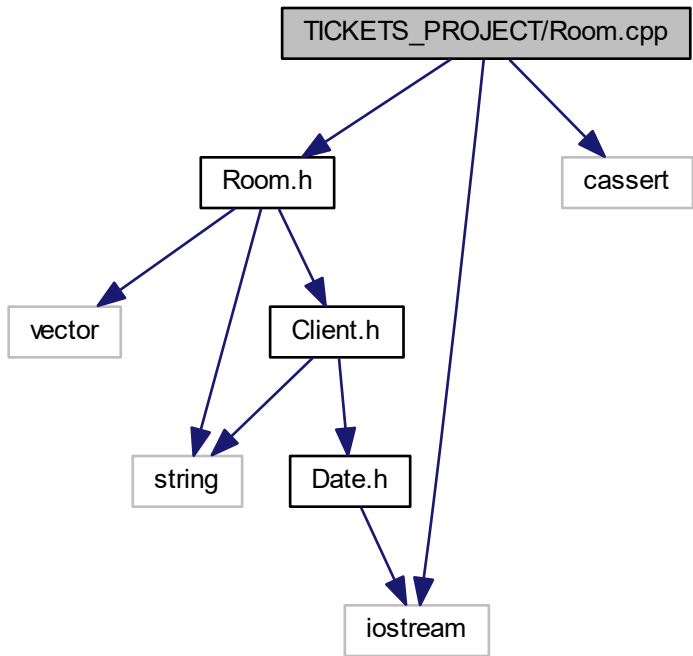 TICKETS_PROJECT/Room.cpp
Room.h
cassert
vector
Client.h
string
Date.h
iostream